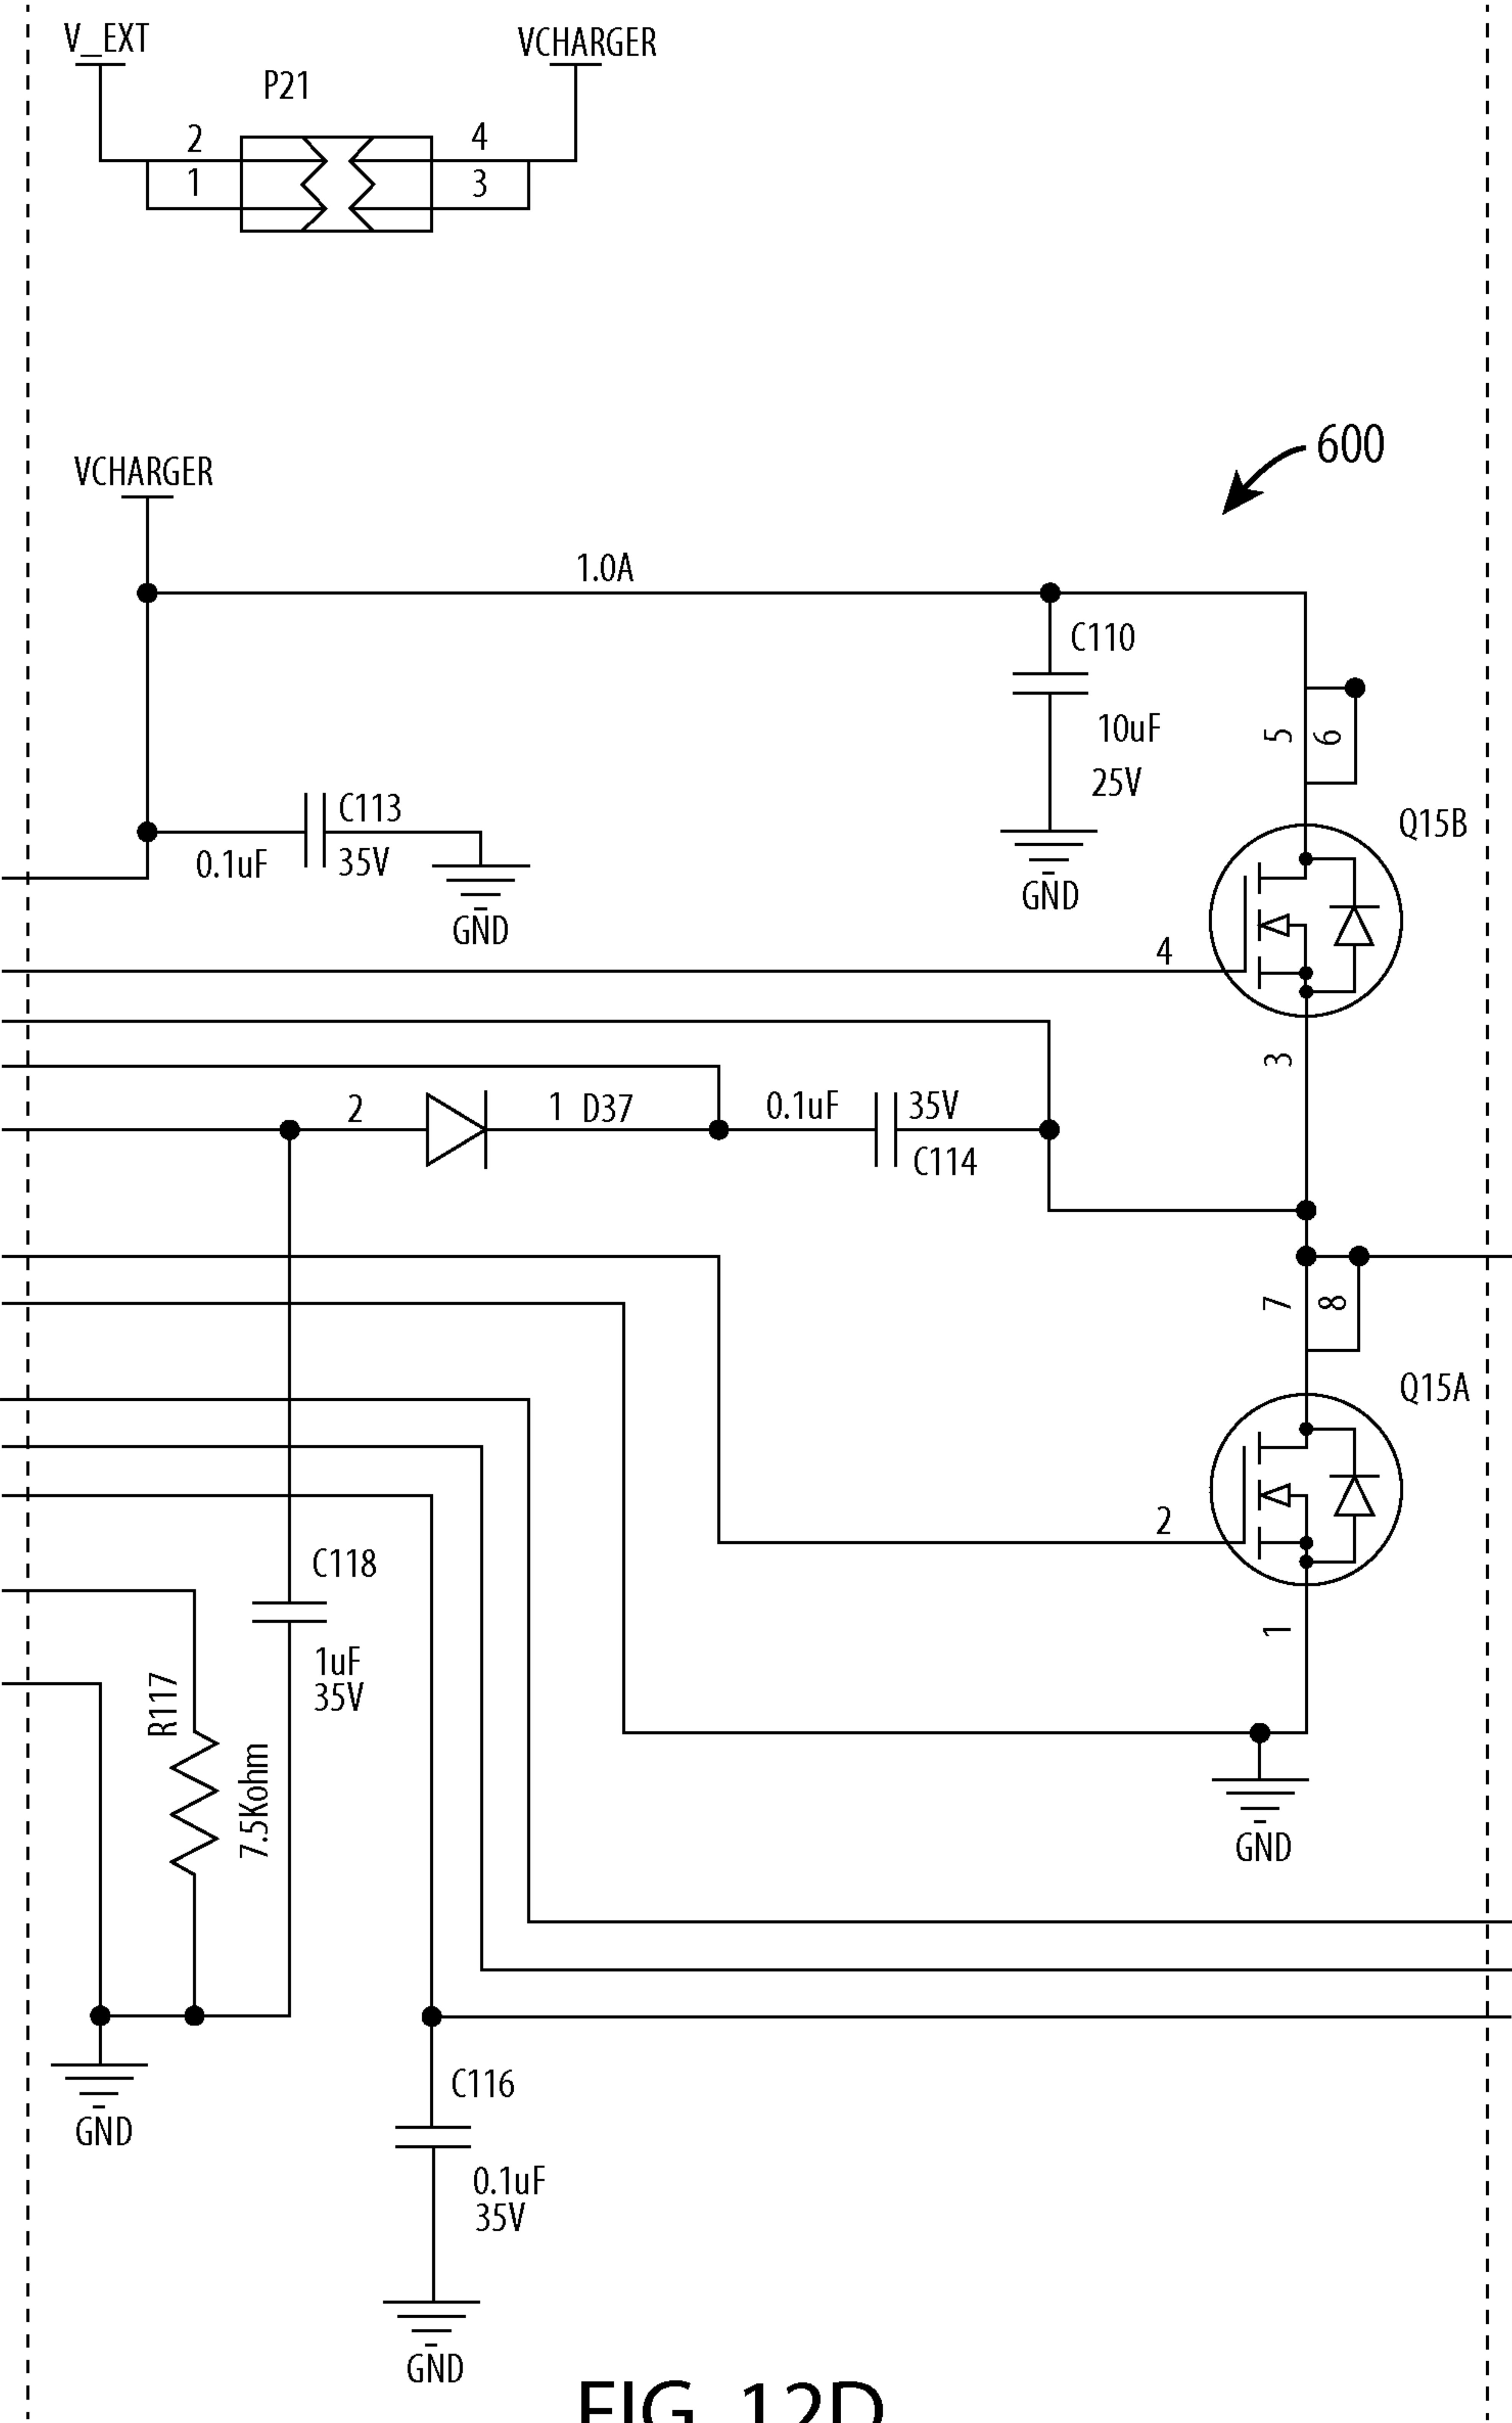 V_EXT
VCHARGER
P21
2
4
1
3
600
VCHARGER
1.0A
C110
10uF
25V
5
6
C113
0.1uF
35V
Q15B
GND
GND
4
3
2
1 D37
0.1uF
35V
C114
7
8
Q15A
2
C118
1uF
35V
1
R117
7.5Kohm
GND
C116
GND
0.1uF
35V
GND
FIG. 12D